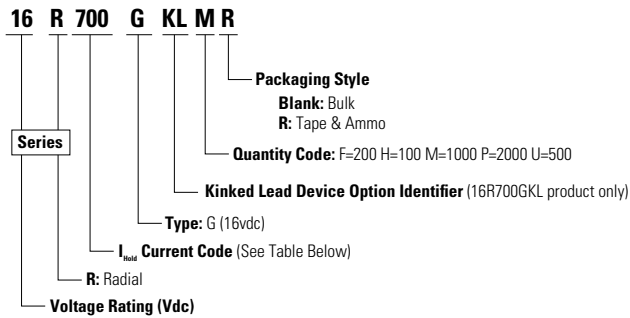 16 R 700 G KL M R
Packaging Style
Blank: Bulk
R: Tape & Ammo
Series
Quantity Code: F=200 H=100 M=1000 P=2000 U=500
Kinked Lead Device Option Identifier (16R700GKL product only)
Type: G (16vdc)
IHold Current Code (See Table Below)
R: Radial
Voltage Rating (Vdc)